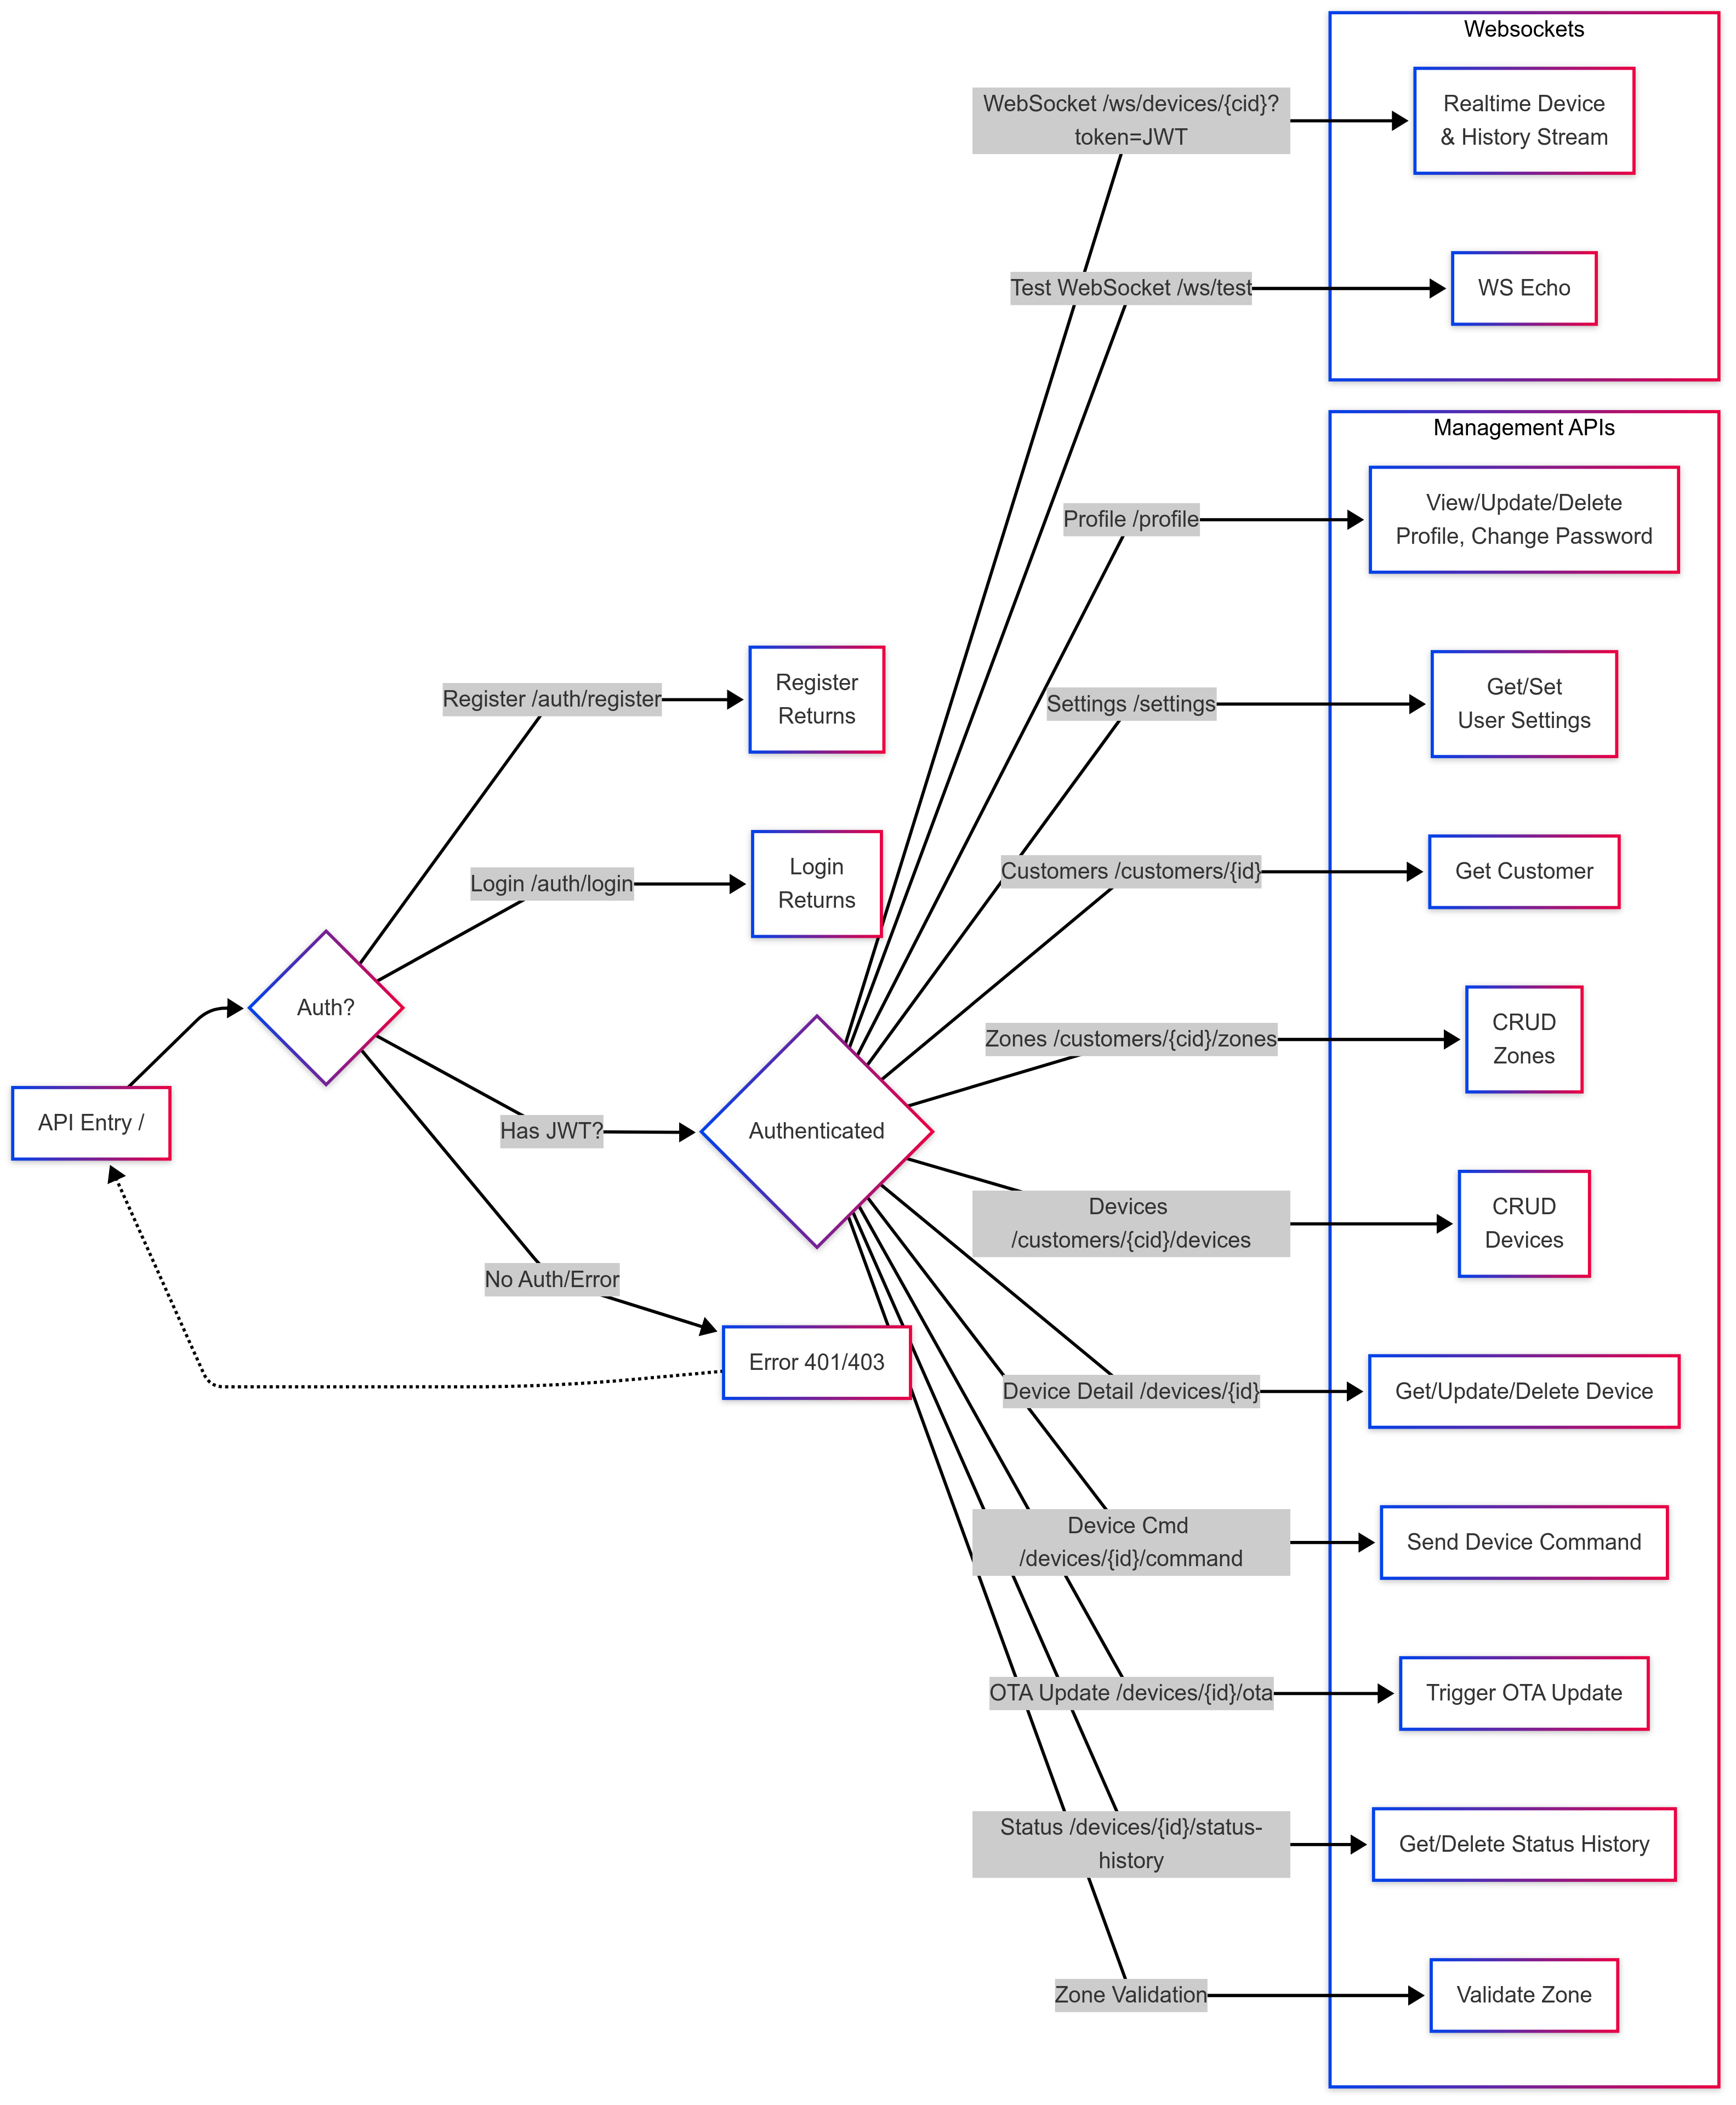 Websockets
WebSocket /ws/devices/{cid}?
token=JWT
Realtime Device
& History Stream
Test WebSocket /ws/test
WS Echo
Management APIs
Profile /profile
View/Update/Delete
Profile, Change Password
Register /auth/register
Register
Returns
Settings /settings
Get/Set
User Settings
Login /auth/login
Login
Returns
Customers /customers/{id}
Get Customer
Auth?
Zones /customers/{cid}/zones
CRUD
Zones
API Entry /
Has JWT?
Authenticated
Devices
/customers/{cid}/devices
CRUD
Devices
No Auth/Error
Error 401/403
Device Detail /devices/{id}
Get/Update/Delete Device
Device Cmd
/devices/{id}/command
Send Device Command
OTA Update /devices/{id}/ota
Trigger OTA Update
Status /devices/{id}/status-
history
Get/Delete Status History
Zone Validation
Validate Zone